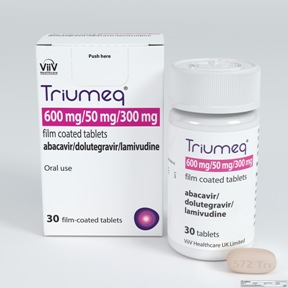 Push here
ViiV
Healthcare
Triumeq®
600 mg/50 mg/300 mg
film coated tablets
abacavir/dolutegravir/lamivudine
Oral use
30 film-coated tablets
Triumeq®
600 mg/50 mg/300 mg
film coated tablets
abacavir/
dolutegravir/
lamivudine
30 tablets
ViiV Healthcare UK Limited
572 Tri